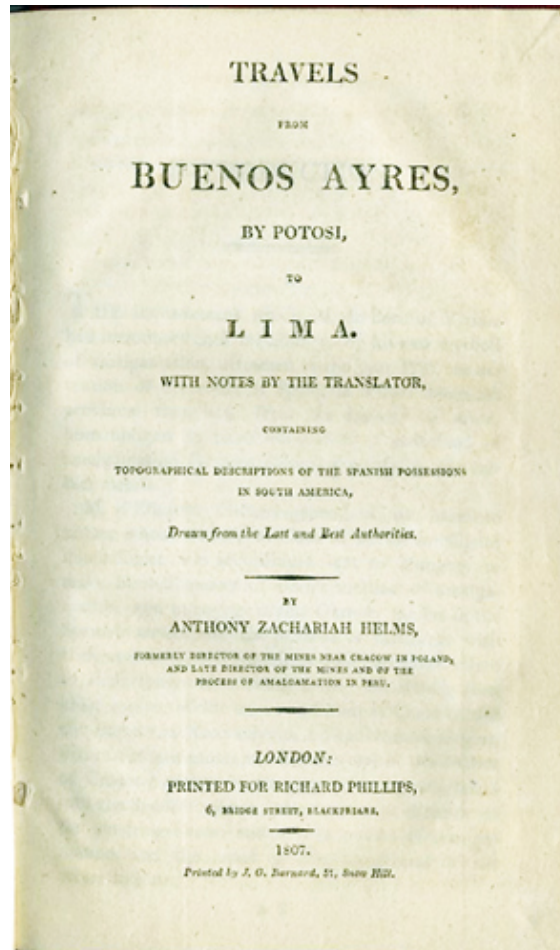 TRAVELS
FROM
BUENOS AYRES,
BY POTOSI,
TO
LIMA.
WITH NOTES BY THE TRANSLATOR,
CONTAINING
TOPOGRAPHICAL DESCRIPTIONS OF THE SPANISH POSSESSIONS
IN SOUTH AMERICA,
Drawn from the Last and Best Authorities.
BY
ANTHONY ZACHARIAH HELMS,
FORMERLY DIRECTOR OF THE MINES NEAR CRACOW IN POLAND,
AND LATE DIRECTOR OF THE MINES AND OF THE
PROCESS OF AMALGAMATION IN PERU.
LONDON:
PRINTED FOR RICHARD PHILLIPS,
6, BRIDGE STREET, BLACKFRIARS.
1807.
Printed by J. G. Barnard, 57, Snow Hill.